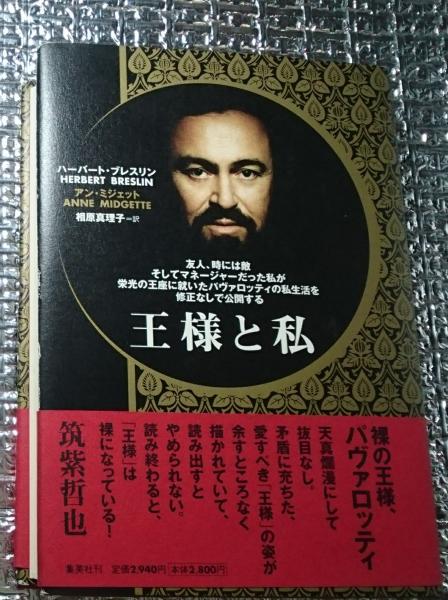 ハーバート・ブレスリン
HERBERT BRESLIN
アン・ミジェット
ANNE MIDGETTE
相原真理子=訳
友人、時には敵
そしてマネージャーだった私が
栄光の王座に就いたパヴァロッティの私生活を
修正なしで公開する
王様と私
裸の王様、
パヴァロッティ
天真爛漫にして
抜目なし。
矛盾に充ちた、
愛すべき「王様」の姿が
余すところなく
描かれていて、
読み出すと
やめられない。
読み終わると、
「王様」は
裸になっている！
筑紫哲也
集英社刊 定価2,940円 本体2,800円